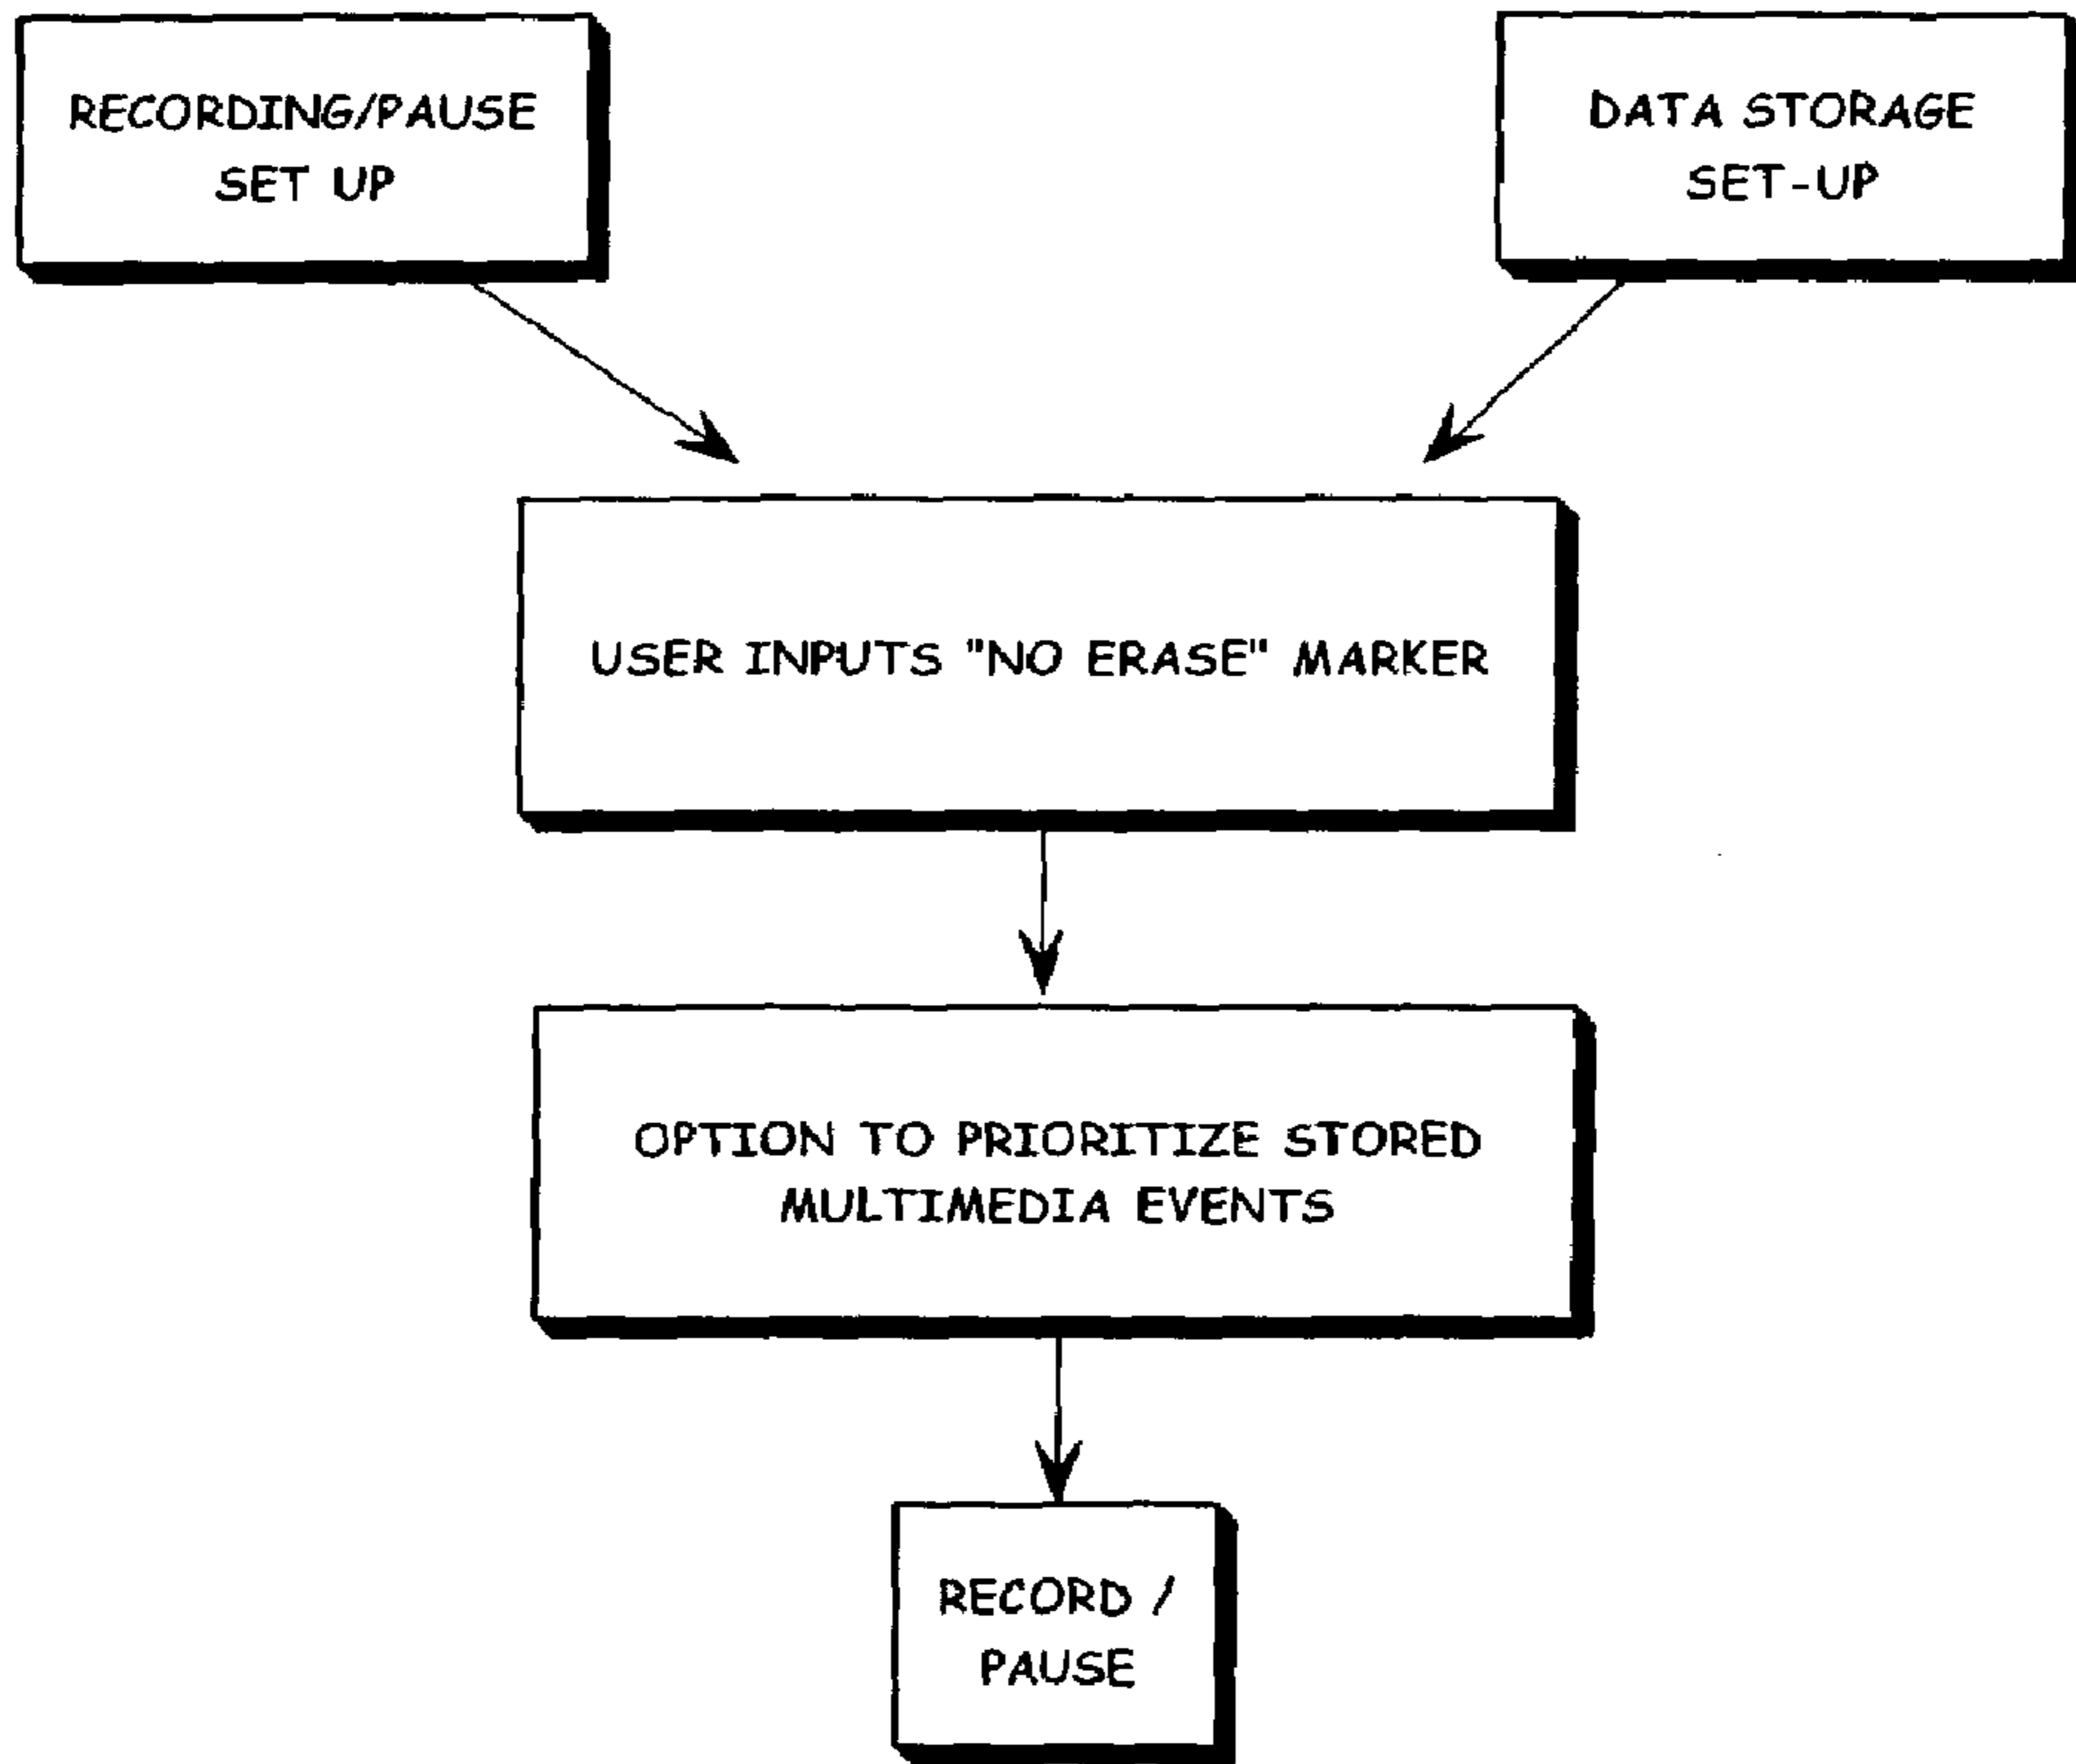 RECORDING/PAUSE
SET UP
DATA STORAGE
SET-UP
USER INPUTS "NO ERASE" MARKER
OPTION TO PRIORITIZE STORED
MULTIMEDIA EVENTS
RECORD /
PAUSE